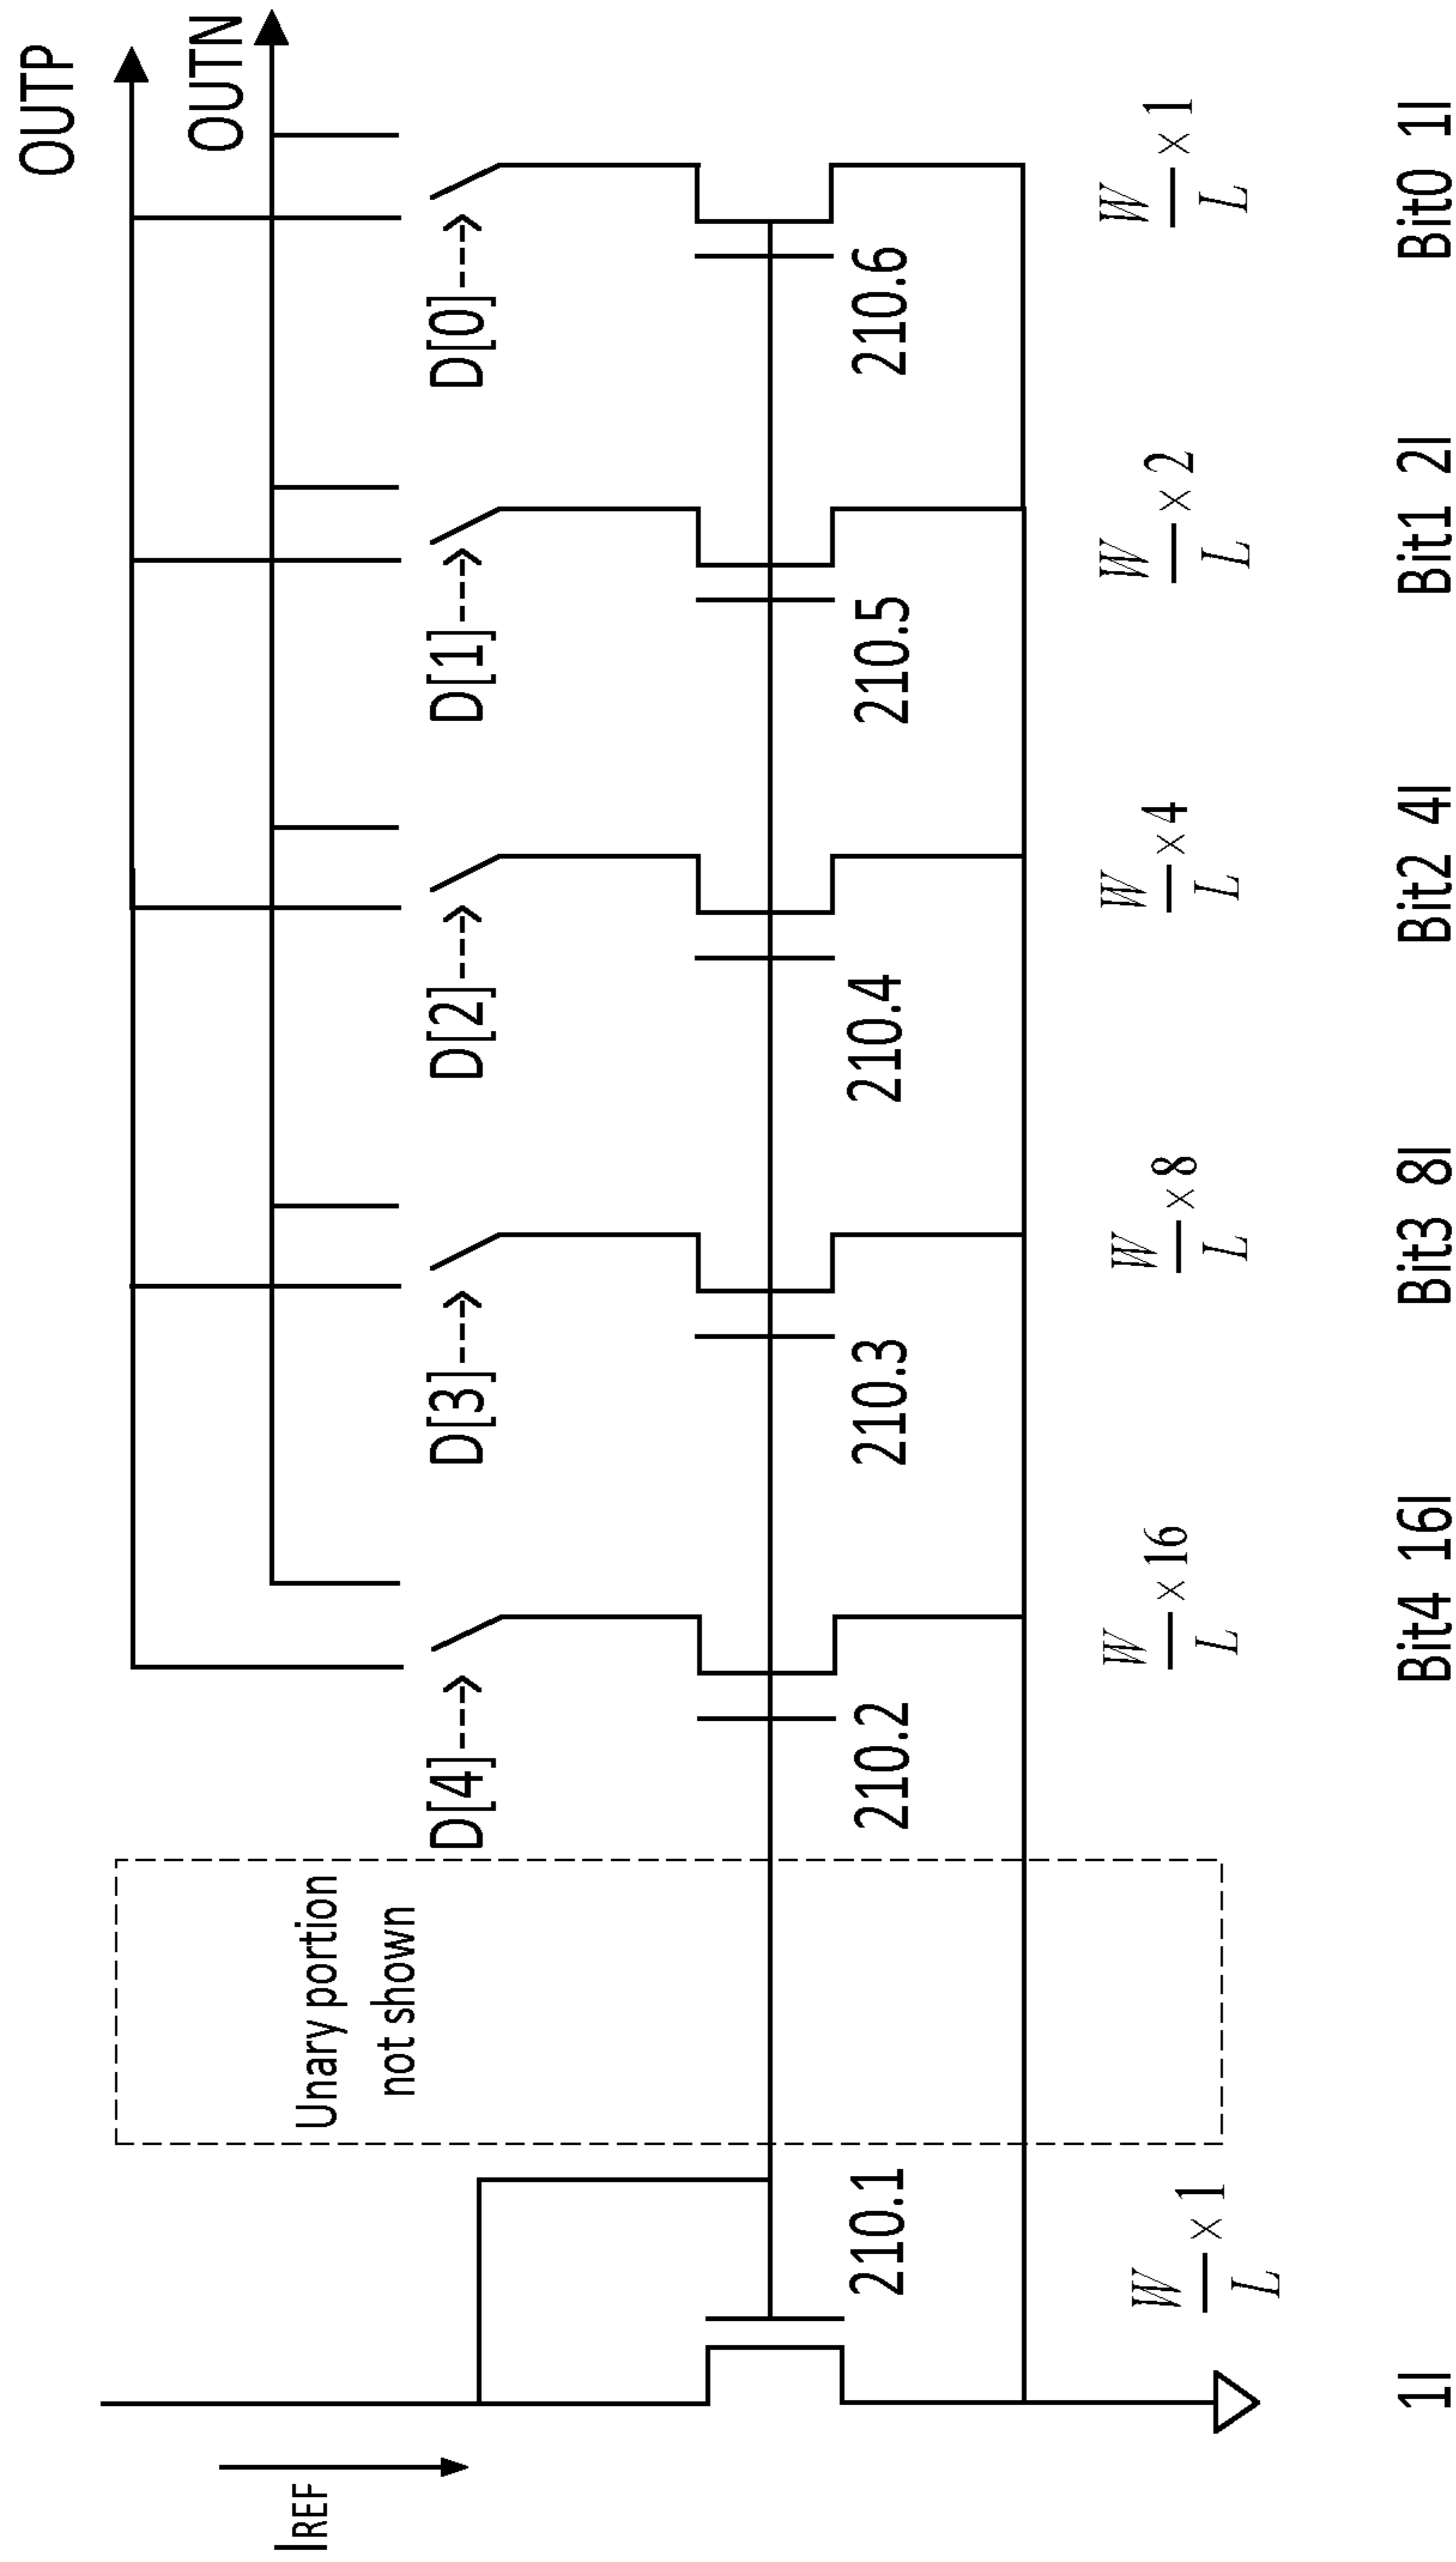 OUTP
OUTN
I_REF
Unary portion
not shown
D[4]--->
D[3]--->
D[2]--->
D[1]--->
D[0]--->
210.1
210.2
210.3
210.4
210.5
210.6
W/L ×1
W/L ×16
W/L ×8
W/L ×4
W/L ×2
W/L ×1
1I
Bit4 16I
Bit3 8I
Bit2 4I
Bit1 2I
Bit0 1I